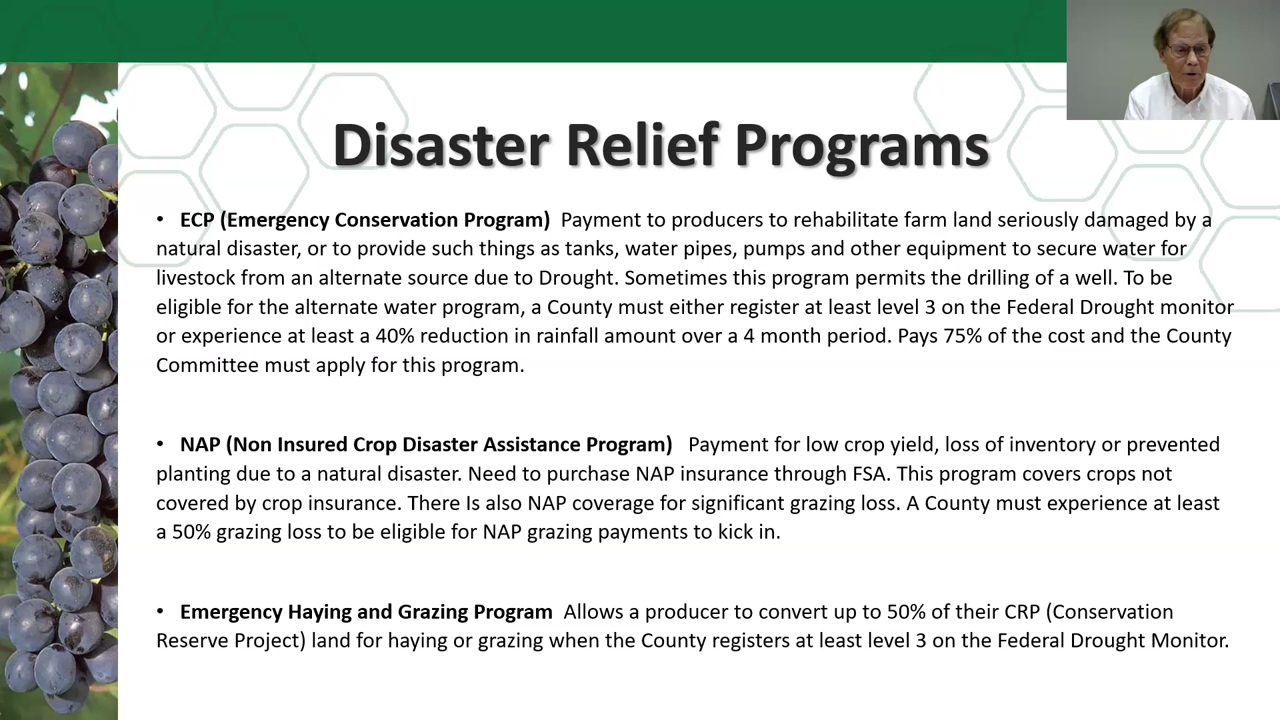 Disaster Relief Programs
• ECP (Emergency Conservation Program) Payment to producers to rehabilitate farm land seriously damaged by a
natural disaster, or to provide such things as tanks, water pipes, pumps and other equipment to secure water for
livestock from an alternate source due to Drought. Sometimes this program permits the drilling of a well. To be
eligible for the alternate water program, a County must either register at least level 3 on the Federal Drought monitor
or experience at least a 40% reduction in rainfall amount over a 4 month period. Pays 75% of the cost and the County
Committee must apply for this program.
• NAP (Non Insured Crop Disaster Assistance Program) Payment for low crop yield, loss of inventory or prevented
planting due to a natural disaster. Need to purchase NAP insurance through FSA. This program covers crops not
covered by crop insurance. There Is also NAP coverage for significant grazing loss. A County must experience at least
a 50% grazing loss to be eligible for NAP grazing payments to kick in.
• Emergency Haying and Grazing Program Allows a producer to convert up to 50% of their CRP (Conservation
Reserve Project) land for haying or grazing when the County registers at least level 3 on the Federal Drought Monitor.